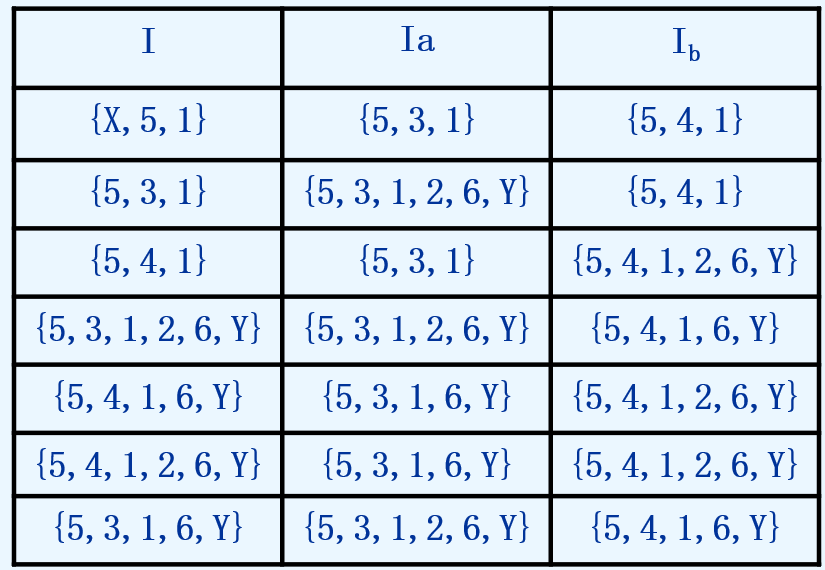 I Ia I_b
{X, 5, 1} {5, 3, 1} {5, 4, 1}
{5, 3, 1} {5, 3, 1, 2, 6, Y} {5, 4, 1}
{5, 4, 1} {5, 3, 1} {5, 4, 1, 2, 6, Y}
{5, 3, 1, 2, 6, Y} {5, 3, 1, 2, 6, Y} {5, 4, 1, 6, Y}
{5, 4, 1, 6, Y} {5, 3, 1, 6, Y} {5, 4, 1, 2, 6, Y}
{5, 4, 1, 2, 6, Y} {5, 3, 1, 6, Y} {5, 4, 1, 2, 6, Y}
{5, 3, 1, 6, Y} {5, 3, 1, 2, 6, Y} {5, 4, 1, 6, Y}